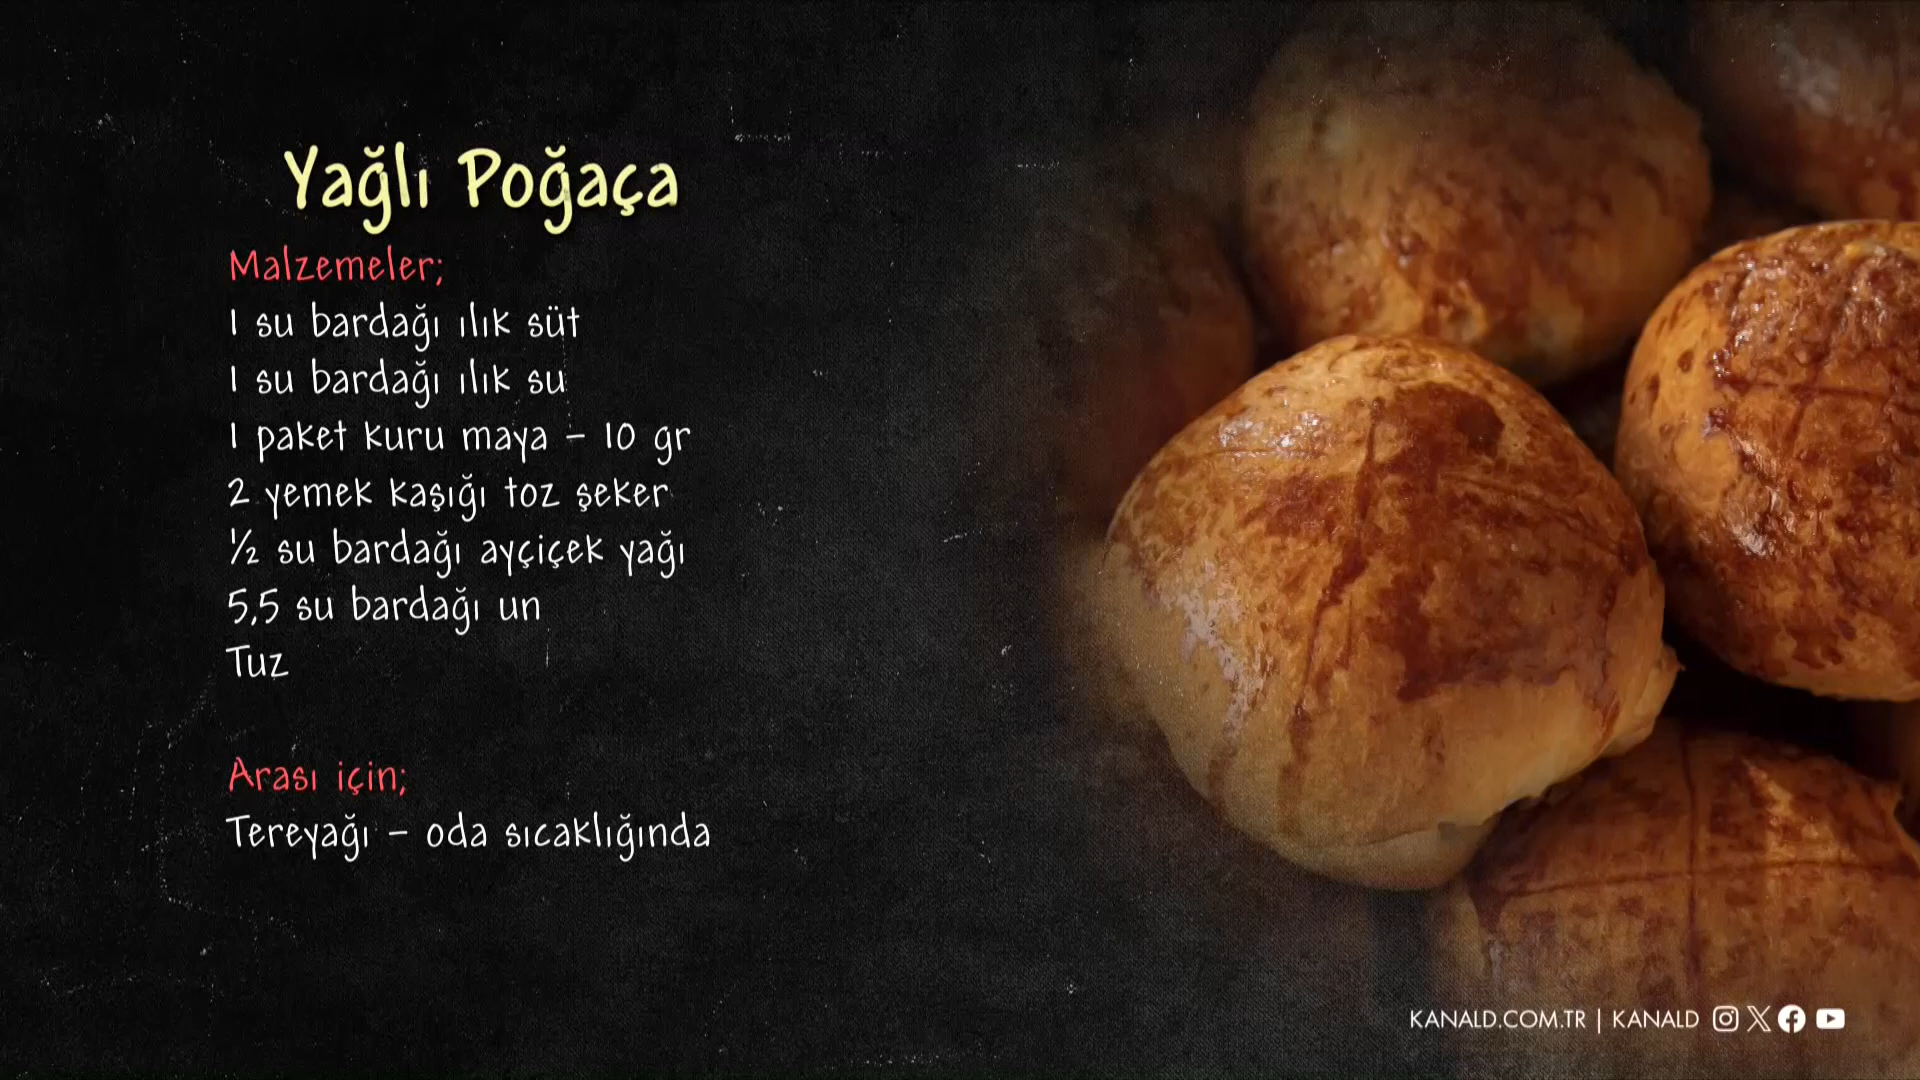 Yağlı Poğaça
Malzemeler;
1 su bardağı ılık süt
1 su bardağı ılık su
1 paket kuru maya – 10 gr
2 yemek kaşığı toz şeker
½ su bardağı ayçiçek yağı
5,5 su bardağı un
Tuz
Arası için;
Tereyağı – oda sıcaklığında
KANALD.COM.TR | KANALD